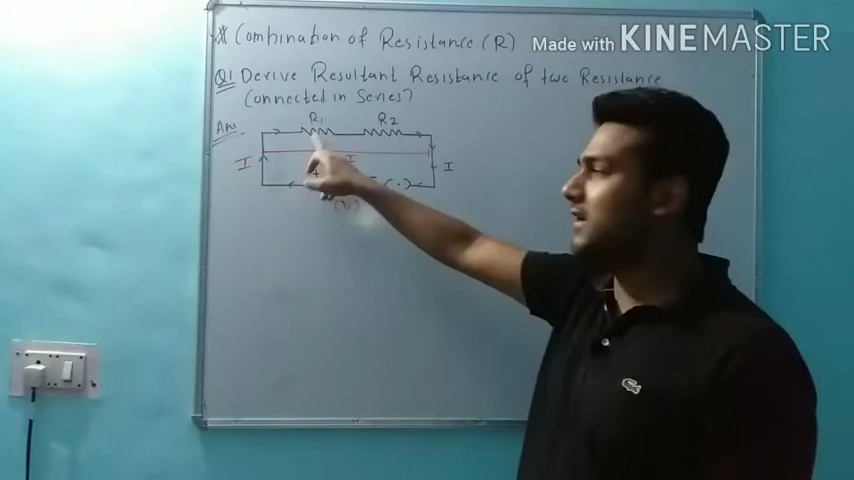 * Combination of Resistance (R)
Made with KINEMASTER
Q1 Derive Resultant Resistance of two Resistance
Connected in Series?
Ans
R1 R2
I I I
+ - (.)
(V)